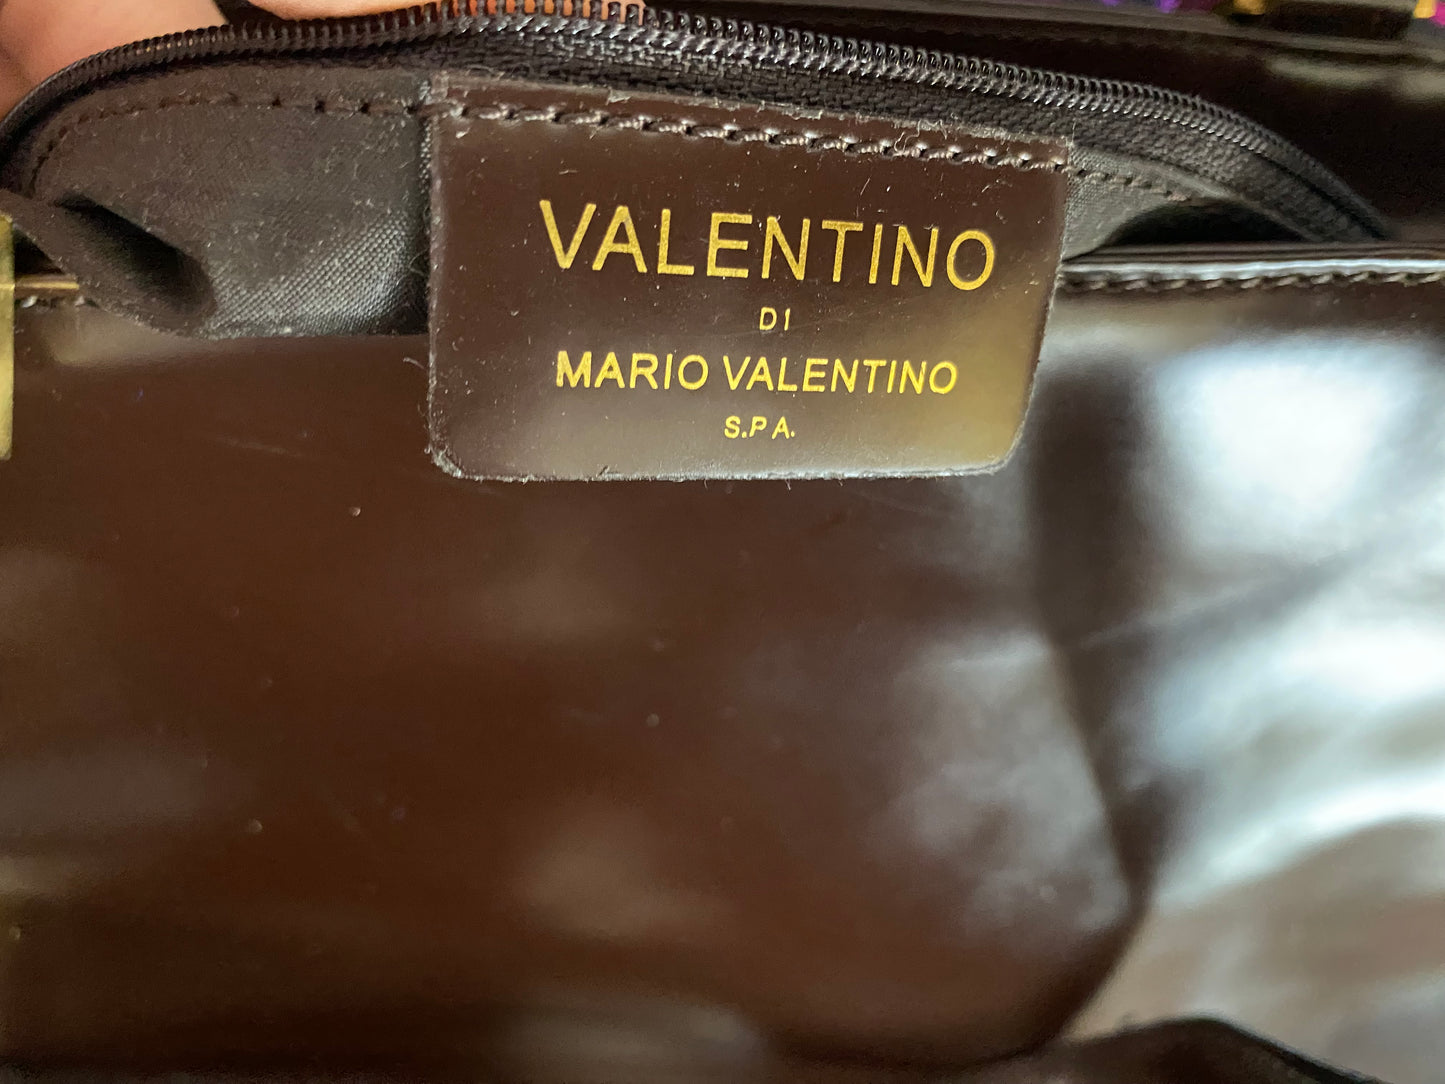 VALENTINO
DI
MARIO VALENTINO
S.P A.